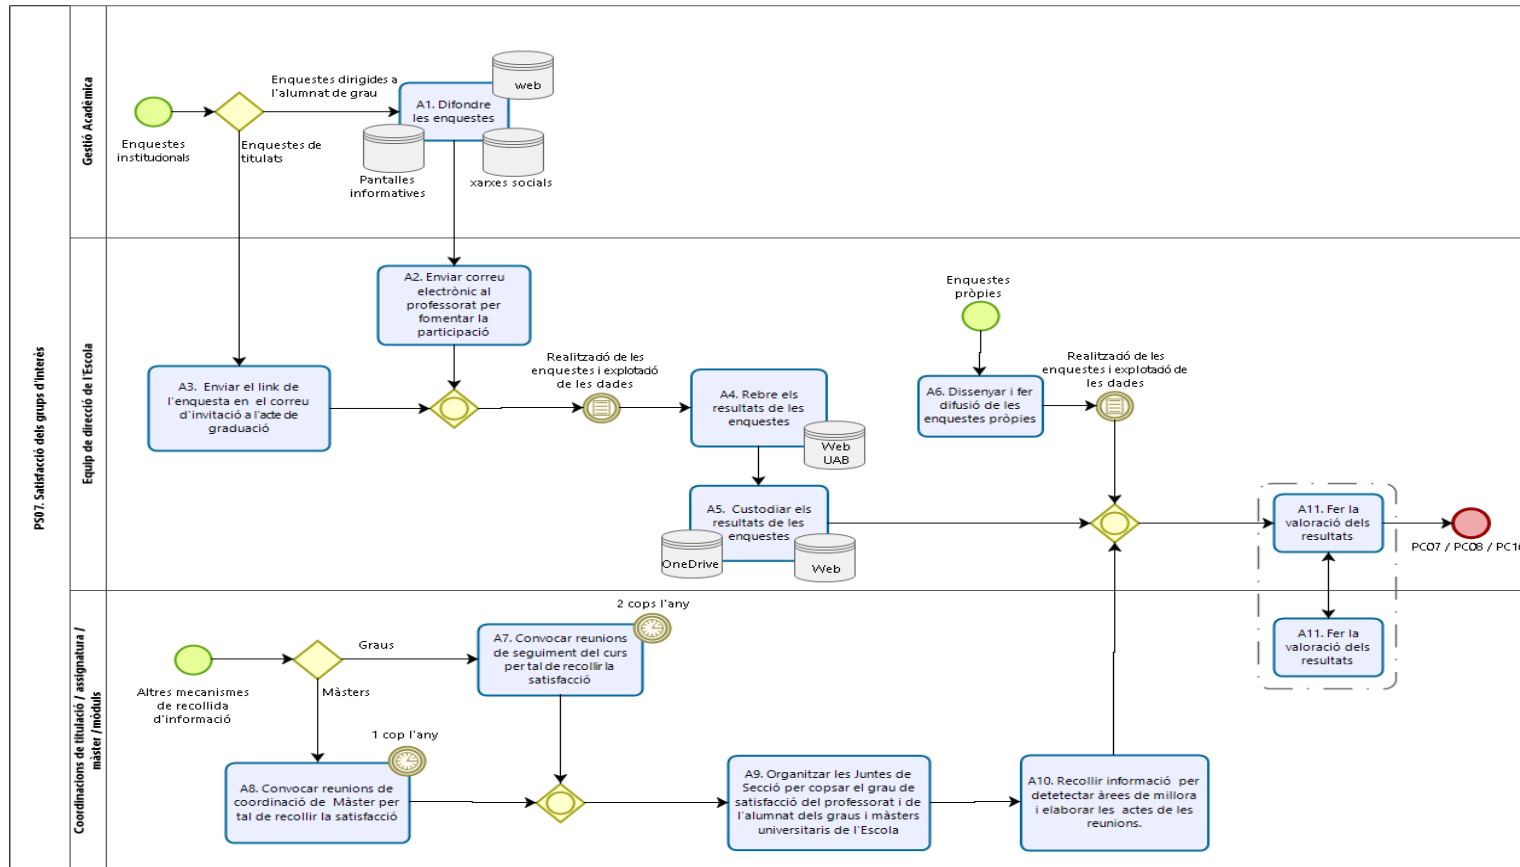 PS07. Satisfacció dels grups d'interès
Gestió Acadèmica
Enquestes
institucionals
Enquestes dirigides a
l'alumnat de grau
Enquestes de
titulats
A1. Difondre
les enquestes
web
Pantalles
informatives
xarxes socials
Equip de direcció de l'Escola
A2. Enviar correu
electrònic al
professorat per
fomentar la
participació
A3. Enviar el link de
l'enquesta en el correu
d'invitació a l'acte de
graduació
Realització de les
enquestes i explotació
de les dades
A4. Rebre els
resultats de les
enquestes
Web
UAB
A5. Custodiar els
resultats de les
enquestes
OneDrive
Web
Enquestes
pròpies
A6. Dissenyar i fer
difusió de les
enquestes pròpies
Realització de les
enquestes i explotació de
les dades
A11. Fer la
valoració dels
resultats
PC07 / PC08 / PC16
Coordinacions de titulació / assignatura /
màster /mòduls
Altres mecanismes
de recollida
d'informació
Graus
Màsters
2 cops l'any
A7. Convocar reunions
de seguiment del curs
per tal de recollir la
satisfacció
1 cop l'any
A8. Convocar reunions de
coordinació de Màster per
tal de recollir la satisfacció
A9. Organitzar les Juntes de
Secció per copsar el grau de
satisfacció del professorat i de
l'alumnat dels graus i màsters
universitaris de l'Escola
A10. Recollir informació per
detetectar àrees de millora
i elaborar les actes de les
reunions.
A11. Fer la
valoració dels
resultats